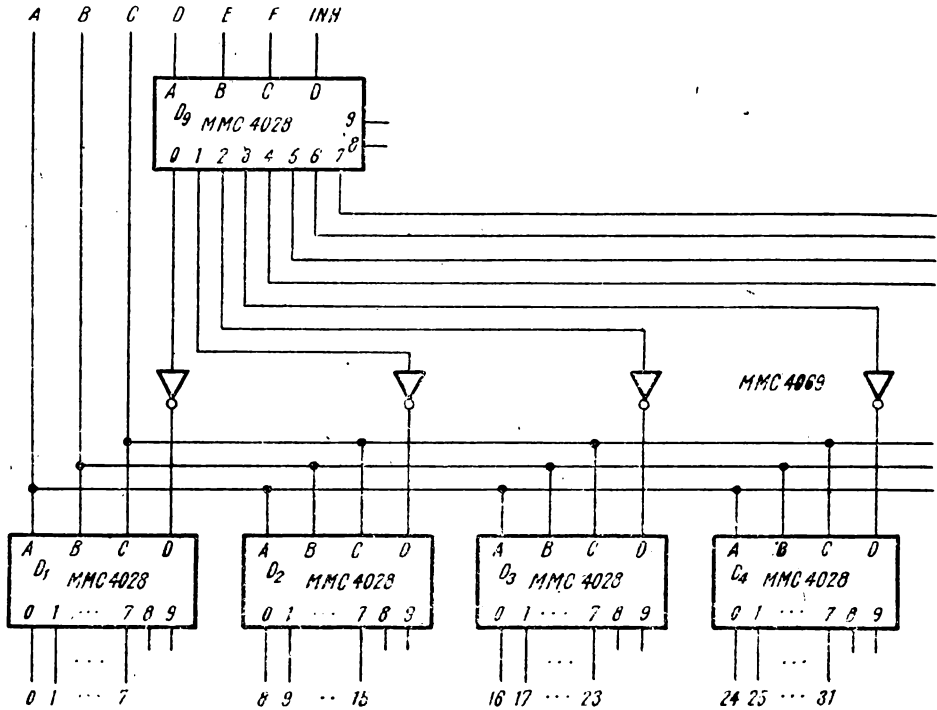 A B C D E F INH
A B C D
D9 MMC 4028 9
8
0 1 2 3 4 5 6 7
MMC 4069
A B C D A B C D A B C D A B C D
D1 MMC 4028 D2 MMC 4028 D3 MMC 4028 D4 MMC 4028
0 1 ... 7 8 9 0 1 ... 7 8 9 0 1 ... 7 8 9 0 1 ... 7 8 9
... ... ... ...
0 1 ... 7 8 9 ... 15 16 17 ... 23 24 25 ... 31